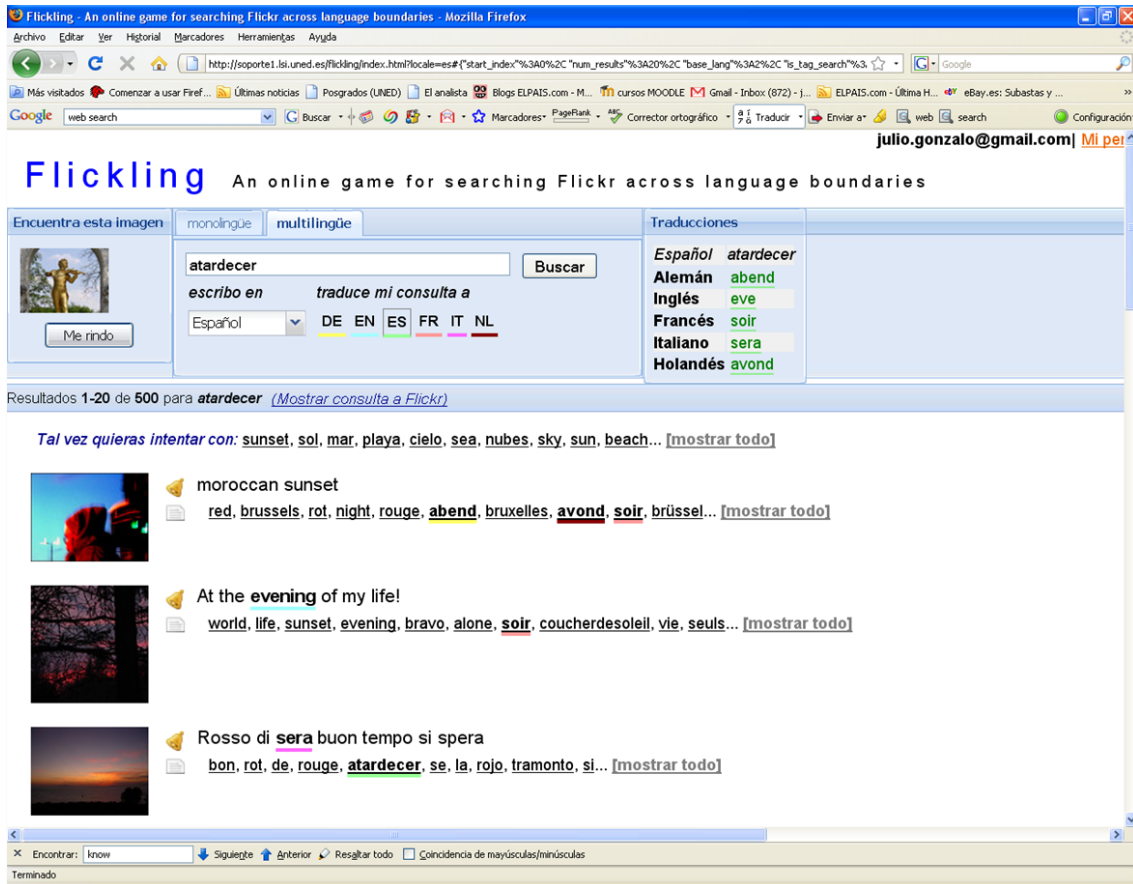 Flickling - An online game for searching Flickr across language boundaries - Mozilla Firefox
Archivo Editar Ver Historial Marcadores Herramientas Ayuda
http://soporte1.lsi.uned.es/flickling/index.html?locale=es#{"start_index"%3A0%2C "num_results"%3A20%2C "base_lang"%3A2%2C "is_tag_search"%3 G Google
Más visitados Comenzar a usar Firef... Últimas noticias Posgrados (UNED) El analista Blogs ELPAIS.com - M... cursos MOODLE Gmail - Inbox (872) - j... ELPAIS.com - Última H... eBay.es: Subastas y ... »
Google web search G Buscar Marcadores PageRank ABC Corrector ortográfico Traducir Enviar a web search Configuración
julio.gonzalo@gmail.com| Mi per
Flickling An online game for searching Flickr across language boundaries
Encuentra esta imagen monolingüe multilingüe Traducciones
atardecer Buscar
escribo en traduce mi consulta a
Español DE EN ES FR IT NL
Me rindo
Español atardecer
Alemán abend
Inglés eve
Francés soir
Italiano sera
Holandés avond
Resultados 1-20 de 500 para atardecer (Mostrar consulta a Flickr)
Tal vez quieras intentar con: sunset, sol, mar, playa, cielo, sea, nubes, sky, sun, beach... [mostrar todo]
moroccan sunset
red, brussels, rot, night, rouge, abend, bruxelles, avond, soir, brüssel... [mostrar todo]
At the evening of my life!
world, life, sunset, evening, bravo, alone, soir, coucherdesoleil, vie, seuls... [mostrar todo]
Rosso di sera buon tempo si spera
bon, rot, de, rouge, atardecer, se, la, rojo, tramonto, si... [mostrar todo]
Encontrar: know Siguiente Anterior Resaltar todo Coincidencia de mayúsculas/minúsculas
Terminado